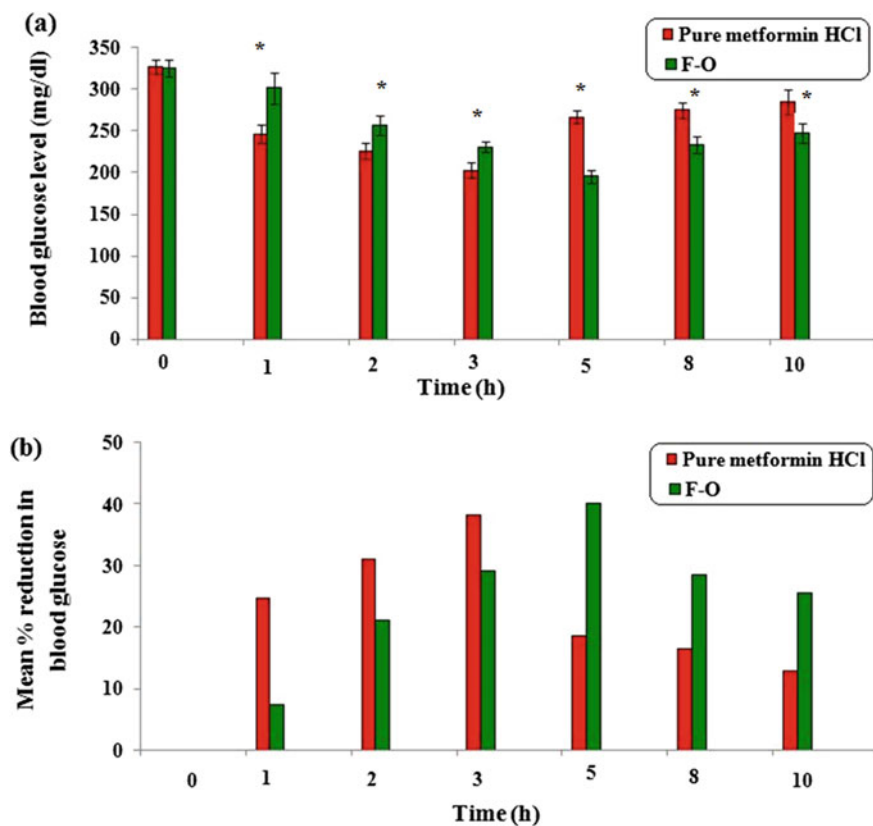 (a)
Blood glucose level (mg/dl)
350
300
250
200
150
100
50
0
* * * * * *
Pure metformin HCl
F-O
0 1 2 3 5 8 10
Time (h)
(b)
Mean % reduction in
blood glucose
50
40
30
20
10
0
Pure metformin HCl
F-O
0 1 2 3 5 8 10
Time (h)